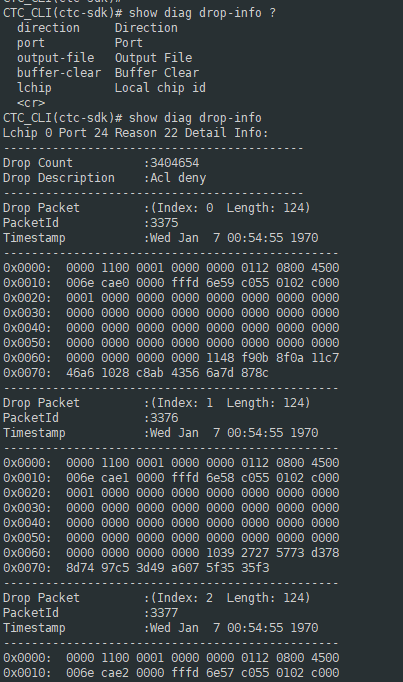 CTC_CLI(ctc-sdk)#
CTC_CLI(ctc-sdk)# show diag drop-info ?
  direction     Direction
  port          Port
  output-file   Output File
  buffer-clear  Buffer Clear
  lchip         Local chip id
  <cr>
CTC_CLI(ctc-sdk)# show diag drop-info
Lchip 0 Port 24 Reason 22 Detail Info:
-------------------------------------------
Drop Count          :3404654
Drop Description    :Acl deny
-------------------------------------------
Drop Packet         :(Index: 0  Length: 124)
PacketId            :3375
Timestamp           :Wed Jan  7 00:54:55 1970
------------------------------------------------
0x0000:  0000 1100 0001 0000 0000 0112 0800 4500
0x0010:  006e cae0 0000 fffd 6e59 c055 0102 c000
0x0020:  0001 0000 0000 0000 0000 0000 0000 0000
0x0030:  0000 0000 0000 0000 0000 0000 0000 0000
0x0040:  0000 0000 0000 0000 0000 0000 0000 0000
0x0050:  0000 0000 0000 0000 0000 0000 0000 0000
0x0060:  0000 0000 0000 0000 1148 f90b 8f0a 11c7
0x0070:  46a6 1028 c8ab 4356 6a7d 878c
------------------------------------------------
Drop Packet         :(Index: 1  Length: 124)
PacketId            :3376
Timestamp           :Wed Jan  7 00:54:55 1970
------------------------------------------------
0x0000:  0000 1100 0001 0000 0000 0112 0800 4500
0x0010:  006e cae1 0000 fffd 6e58 c055 0102 c000
0x0020:  0001 0000 0000 0000 0000 0000 0000 0000
0x0030:  0000 0000 0000 0000 0000 0000 0000 0000
0x0040:  0000 0000 0000 0000 0000 0000 0000 0000
0x0050:  0000 0000 0000 0000 0000 0000 0000 0000
0x0060:  0000 0000 0000 0000 1039 2727 5773 d378
0x0070:  8d74 97c5 3d49 a607 5f35 35f3
------------------------------------------------
Drop Packet         :(Index: 2  Length: 124)
PacketId            :3377
Timestamp           :Wed Jan  7 00:54:55 1970
------------------------------------------------
0x0000:  0000 1100 0001 0000 0000 0112 0800 4500
0x0010:  006e cae2 0000 fffd 6e57 c055 0102 c000